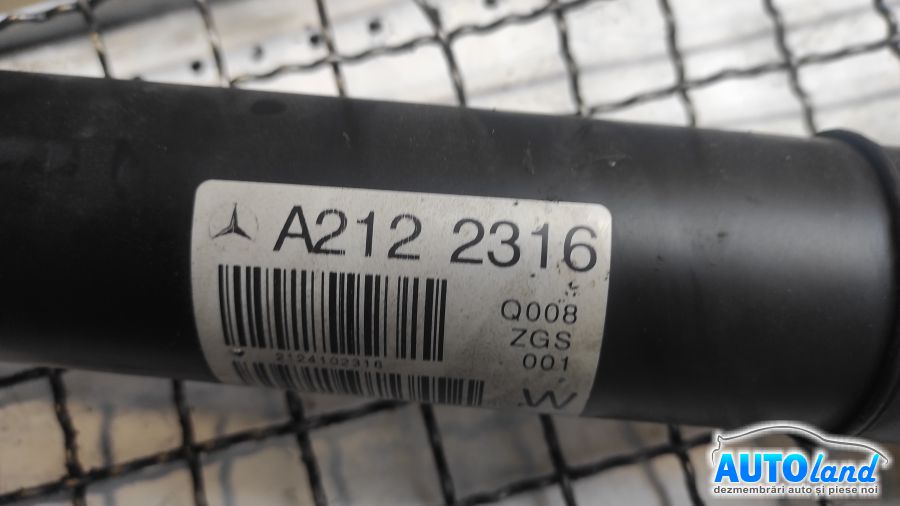 A212 2316
Q008
ZGS
001
2124102316
W
AUTOland
dezmembrări auto și piese noi